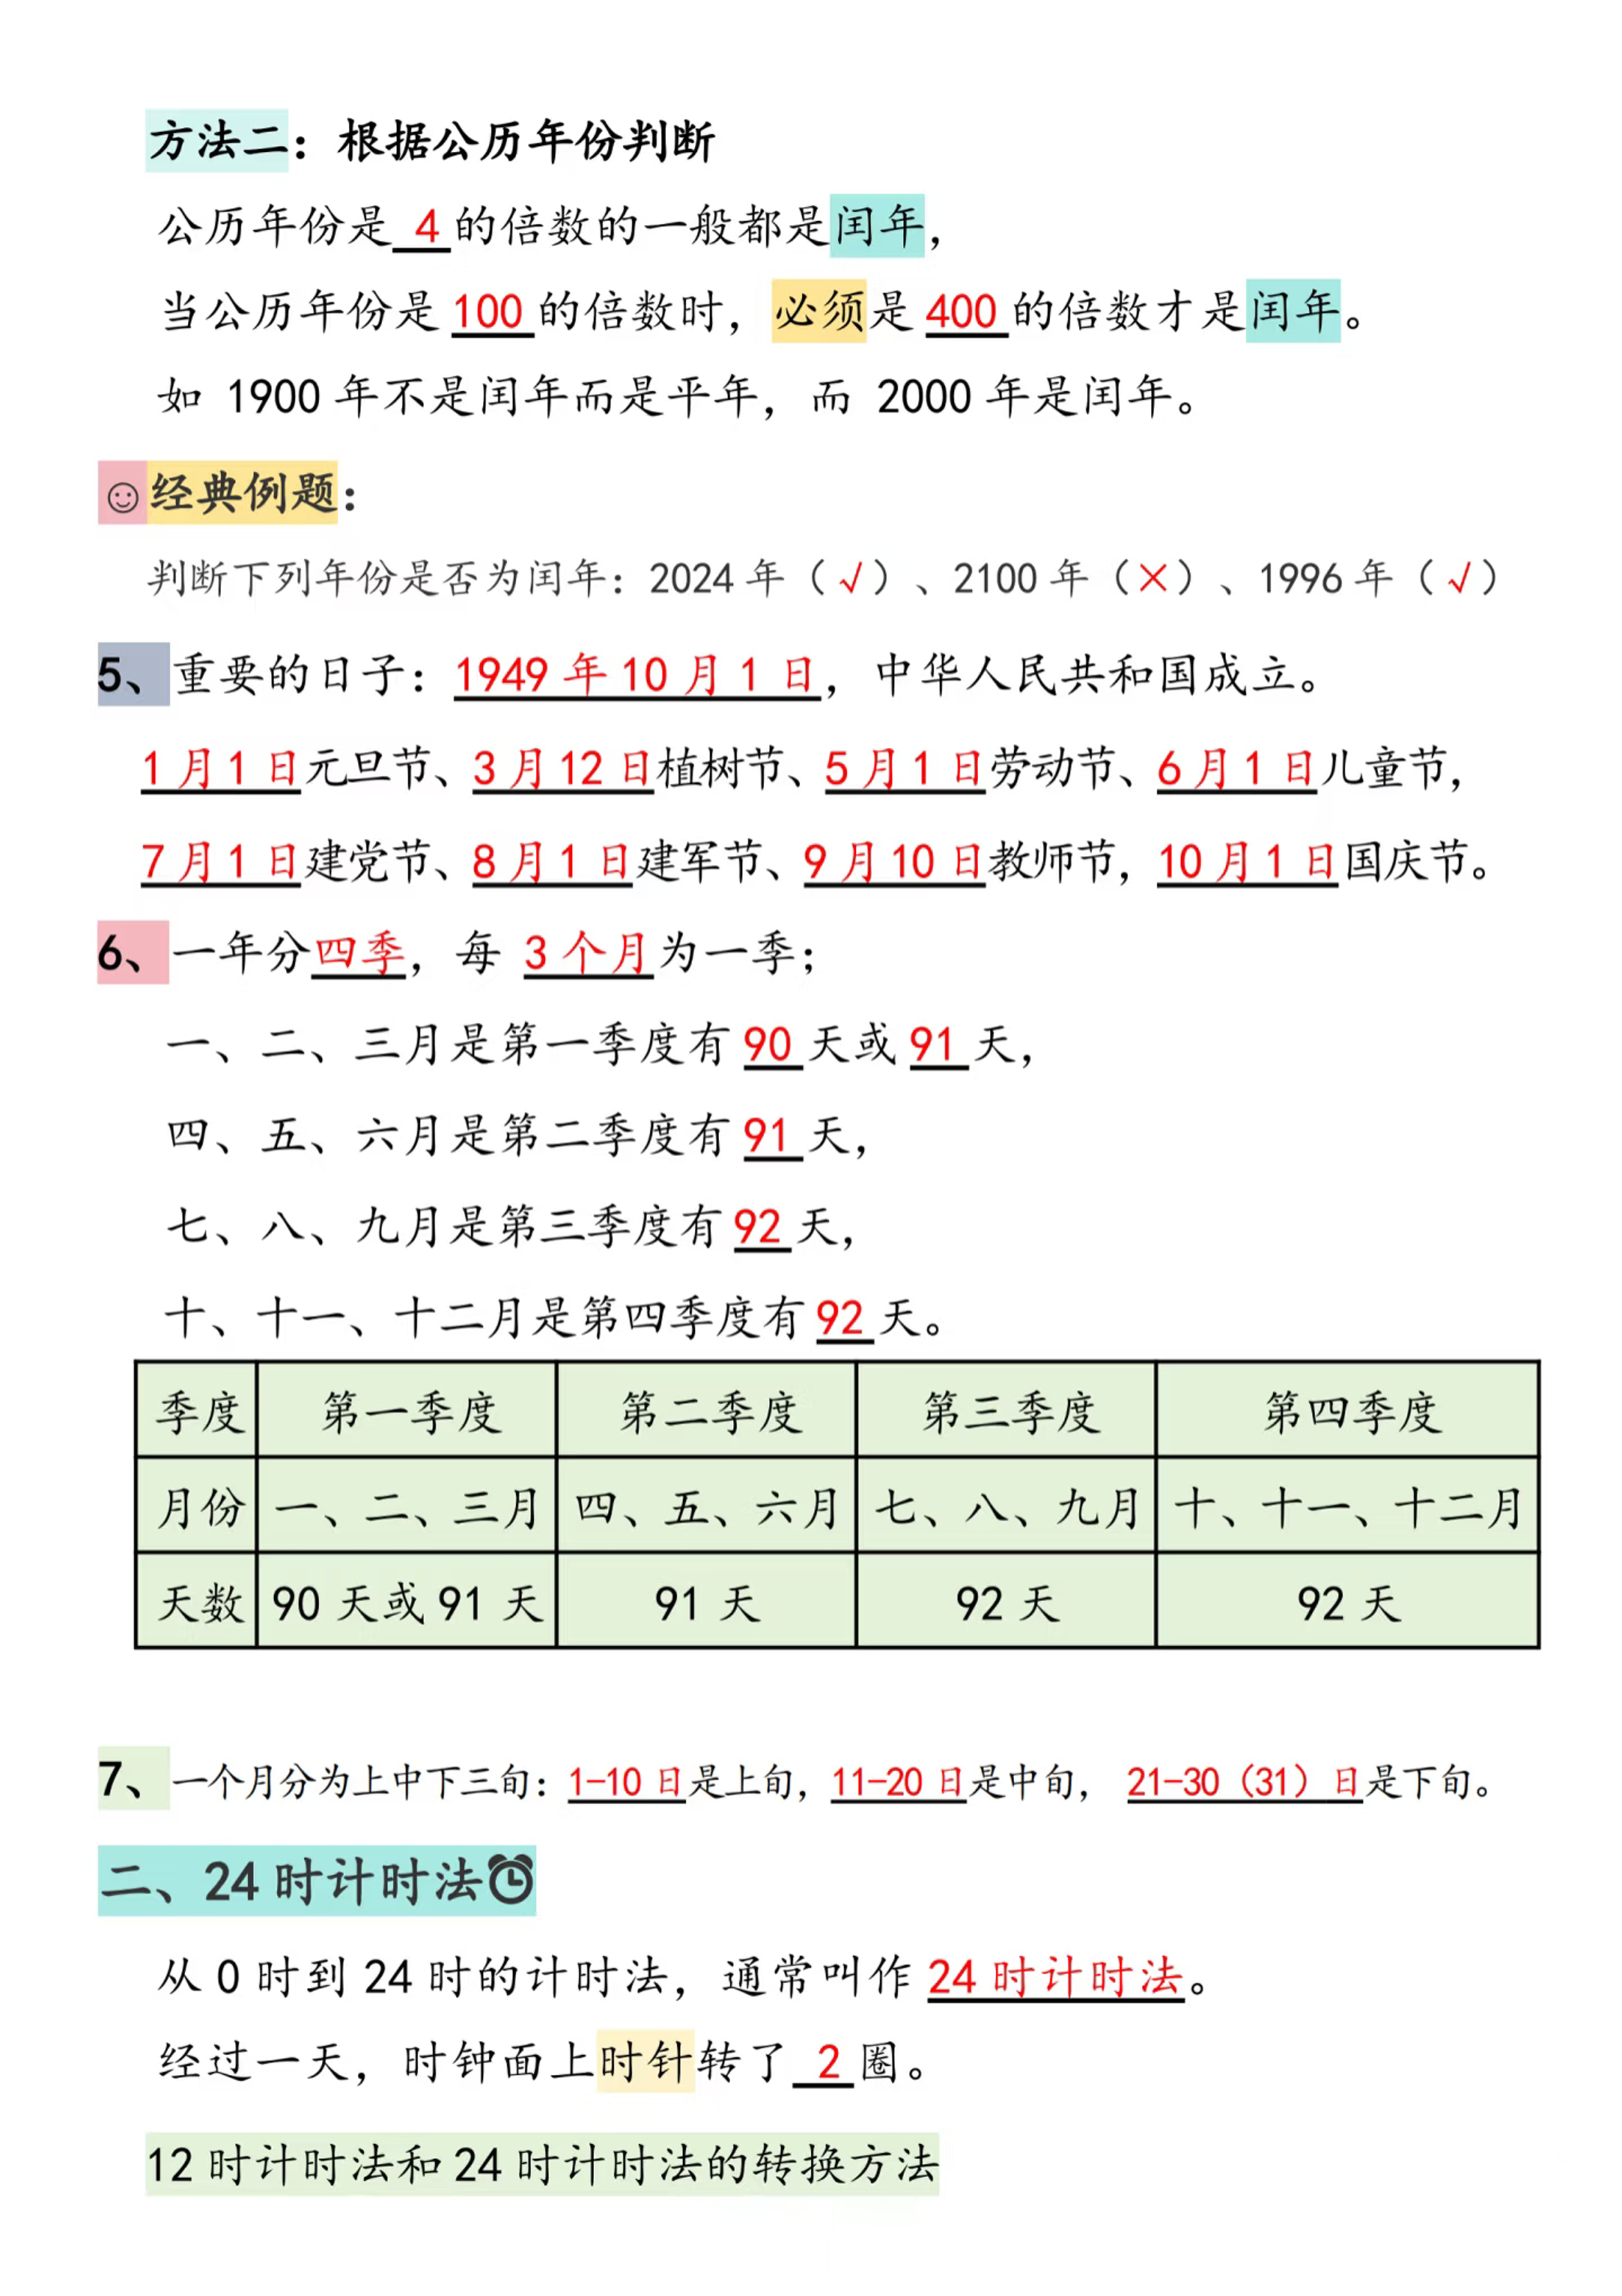 方法二：根据公历年份判断
公历年份是 4 的倍数的一般都是闰年，
当公历年份是 100 的倍数时，必须是 400 的倍数才是闰年。
如 1900 年不是闰年而是平年，而 2000 年是闰年。
☺经典例题：
判断下列年份是否为闰年：2024 年（√）、2100 年（×）、1996 年（√）
5、重要的日子：1949 年 10 月 1 日，中华人民共和国成立。
1 月 1 日元旦节、3 月 12 日植树节、5 月 1 日劳动节、6 月 1 日儿童节，
7 月 1 日建党节、8 月 1 日建军节、9 月 10 日教师节，10 月 1 日国庆节。
6、一年分四季，每 3 个月为一季；
一、二、三月是第一季度有 90 天或 91 天，
四、五、六月是第二季度有 91 天，
七、八、九月是第三季度有 92 天，
十、十一、十二月是第四季度有 92 天。
季度 第一季度 第二季度 第三季度 第四季度
月份 一、二、三月 四、五、六月 七、八、九月 十、十一、十二月
天数 90 天或 91 天 91 天 92 天 92 天
7、一个月分为上中下三旬：1-10 日是上旬，11-20 日是中旬， 21-30（31）日是下旬。
二、24 时计时法⏰
从 0 时到 24 时的计时法，通常叫作 24 时计时法。
经过一天，时钟面上时针转了 2 圈。
12 时计时法和 24 时计时法的转换方法